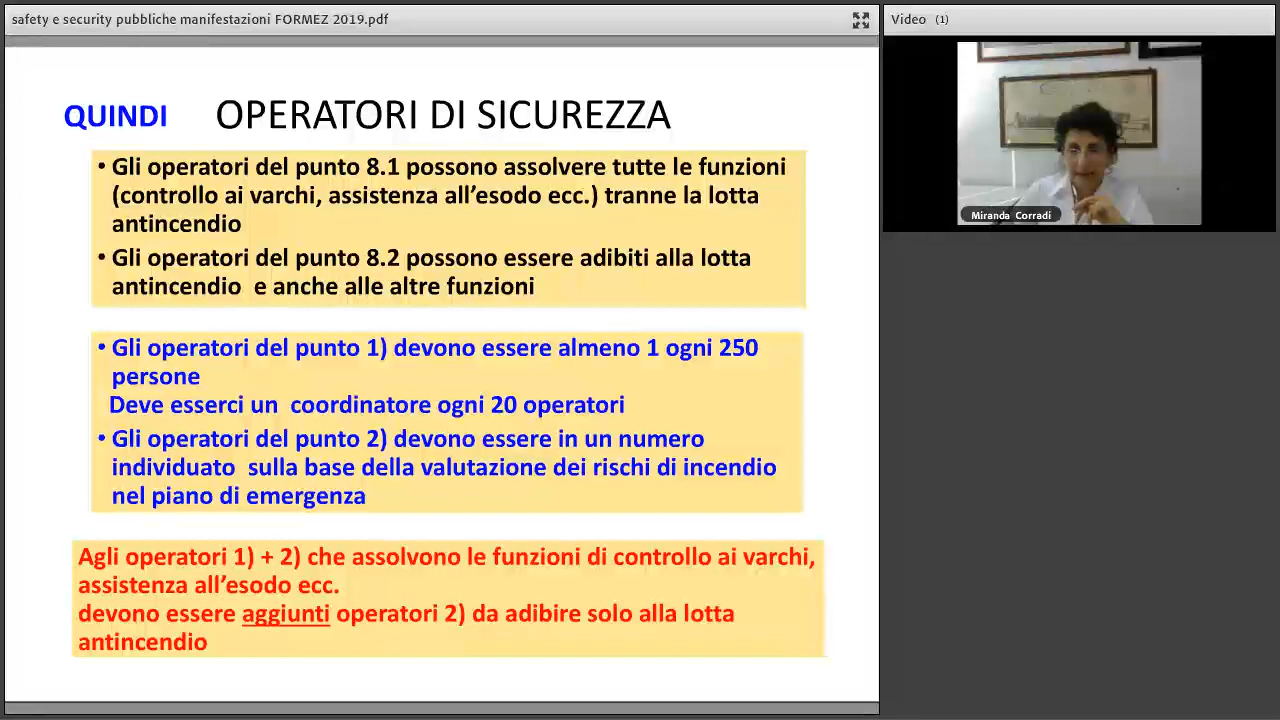 safety e security pubbliche manifestazioni FORMEZ 2019.pdf
Video (1)
QUINDI OPERATORI DI SICUREZZA
• Gli operatori del punto 8.1 possono assolvere tutte le funzioni
(controllo ai varchi, assistenza all’esodo ecc.) tranne la lotta
antincendio
• Gli operatori del punto 8.2 possono essere adibiti alla lotta
antincendio e anche alle altre funzioni
• Gli operatori del punto 1) devono essere almeno 1 ogni 250
persone
Deve esserci un coordinatore ogni 20 operatori
• Gli operatori del punto 2) devono essere in un numero
individuato sulla base della valutazione dei rischi di incendio
nel piano di emergenza
Agli operatori 1) + 2) che assolvono le funzioni di controllo ai varchi,
assistenza all’esodo ecc.
devono essere aggiunti operatori 2) da adibire solo alla lotta
antincendio
Miranda Corradi